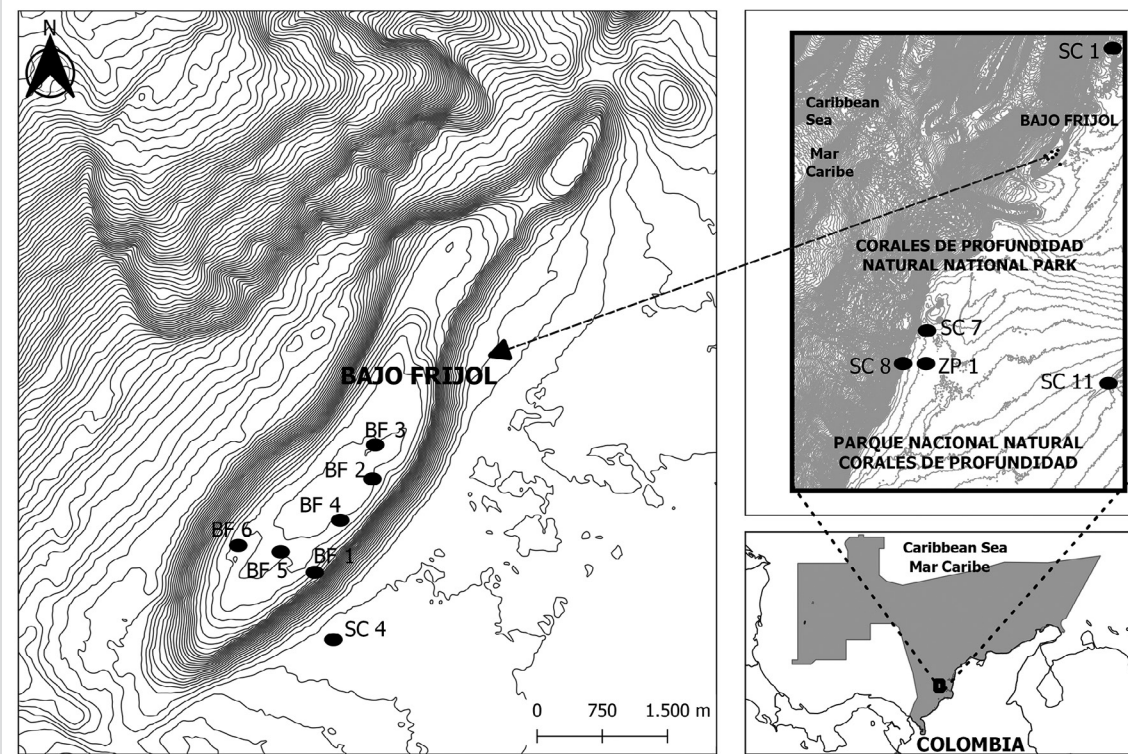 N
BAJO FRIJOL
BF 3
BF 2
BF 4
BF 6
BF 5
BF 1
SC 4
0 750 1.500 m
SC 1
Caribbean
Sea
BAJO FRIJOL
Mar
Caribe
CORALES DE PROFUNDIDAD
NATURAL NATIONAL PARK
SC 7
SC 8
ZP 1
SC 11
PARQUE NACIONAL NATURAL
CORALES DE PROFUNDIDAD
Caribbean Sea
Mar Caribe
COLOMBIA